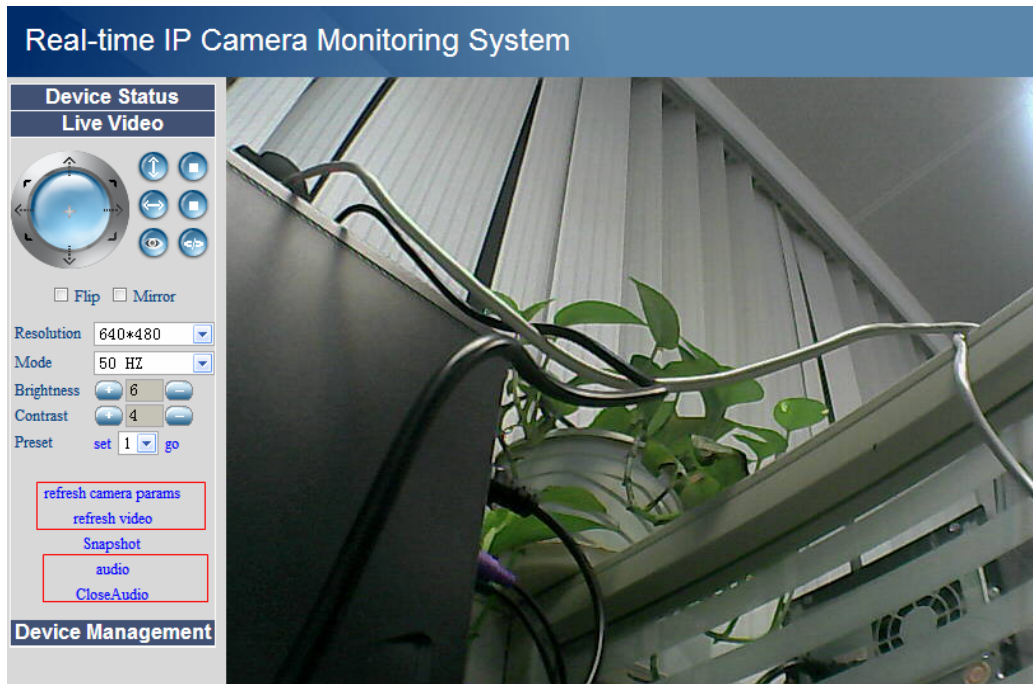 Real-time IP Camera Monitoring System
Device Status
Live Video
Flip Mirror
Resolution 640*480
Mode 50 HZ
Brightness + 6 -
Contrast + 4 -
Preset set 1 go
refresh camera params
refresh video
Snapshot
audio
CloseAudio
Device Management